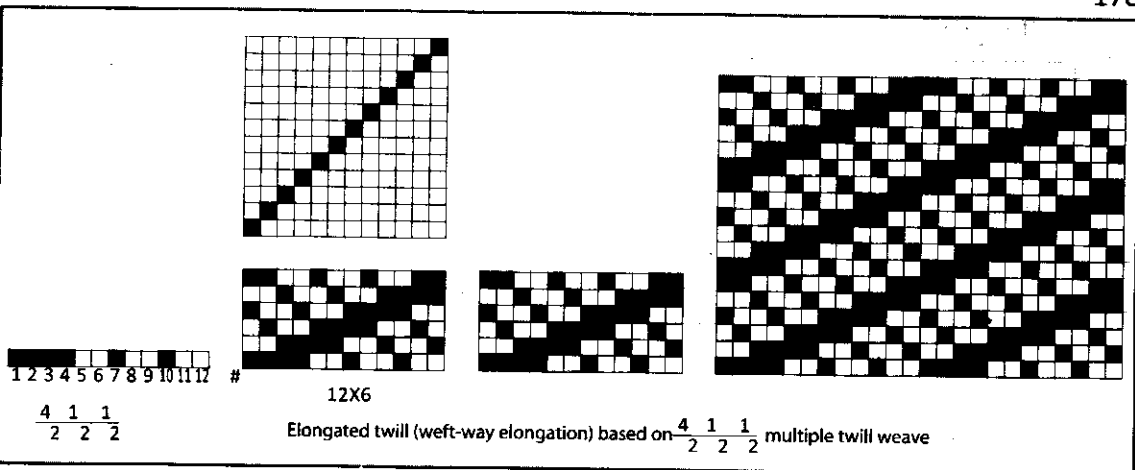 1 2 3 4 5 6 7 8 9 10 11 12 #
12X6
4 1 1
2 2 2
Elongated twill (weft-way elongation) based on 4 1 1 / 2 2 2 multiple twill weave